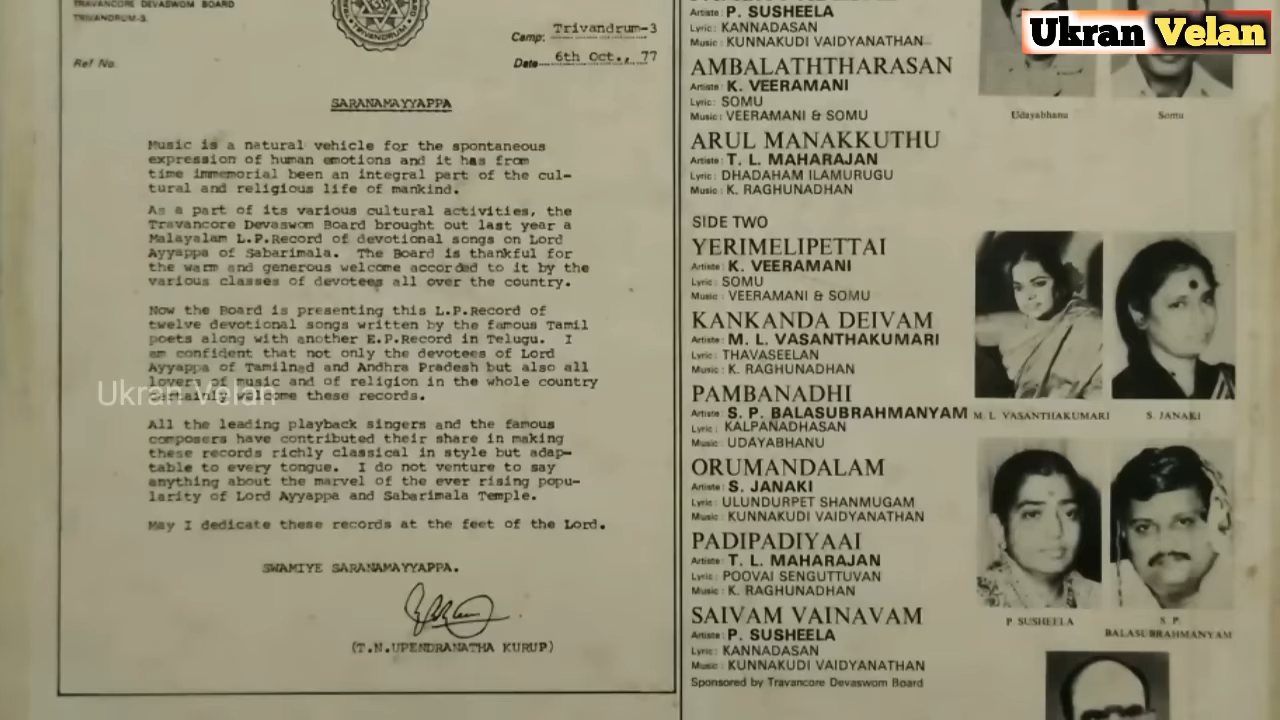 TRAVANCORE DEVASWOM BOARD
TRIVANDRUM-3.
TRIVANDRUM
Camp: Trivandrum-3
Ref No.
Date 6th Oct., 77
SARANAMAYYAPPA
Music is a natural vehicle for the spontaneous
expression of human emotions and it has from
time immemorial been an integral part of the cul-
tural and religious life of mankind.
As a part of its various cultural activities, the
Travancore Devaswom Board brought out last year a
Malayalam L.P.Record of devotional songs on Lord
Ayyappa of Sabarimala. The Board is thankful for
the warm and generous welcome accorded to it by the
various classes of devotees all over the country.
Now the Board is presenting this L.P.Record of
twelve devotional songs written by the famous Tamil
poets along with another E.P.Record in Telugu. I
am confident that not only the devotees of Lord
Ayyappa of Tamilnad and Andhra Pradesh but also all
lovers of music and of religion in the whole country
certainly welcome these records.
All the leading playback singers and the famous
composers have contributed their share in making
these records richly classical in style but adap-
table to every tongue. I do not venture to say
anything about the marvel of the ever rising popu-
larity of Lord Ayyappa and Sabarimala Temple.
May I dedicate these records at the feet of the Lord.
SWAMIYE SARANAMAYYAPPA.
(T.N.UPENDRANATHA KURUP)
Ukran Velan
Artiste: P. SUSHEELA
Lyric: KANNADASAN
Music: KUNNAKUDI VAIDYANATHAN
AMBALATHTHARASAN
Artiste: K. VEERAMANI
Lyric: SOMU
Music: VEERAMANI & SOMU
ARUL MANAKKUTHU
Artiste: T. L. MAHARAJAN
Lyric: DHADAHAM ILAMURUGU
Music: K. RAGHUNADHAN
SIDE TWO
YERIMELIPETTAI
Artiste: K. VEERAMANI
Lyric: SOMU
Music: VEERAMANI & SOMU
KANKANDA DEIVAM
Artiste: M. L. VASANTHAKUMARI
Lyric: THAVASEELAN
Music: K. RAGHUNADHAN
PAMBANADHI
Artiste: S. P. BALASUBRAHMANYAM
Lyric: KALPANADHASAN
Music: UDAYABHANU
ORUMANDALAM
Artiste: S. JANAKI
Lyric: ULUNDURPET SHANMUGAM
Music: KUNNAKUDI VAIDYANATHAN
PADIPADIYAAI
Artiste: T. L. MAHARAJAN
Lyric: POOVAI SENGUTTUVAN
Music: K. RAGHUNADHAN
SAIVAM VAINAVAM
Artiste: P. SUSHEELA
Lyric: KANNADASAN
Music: KUNNAKUDI VAIDYANATHAN
Sponsored by Travancore Devaswom Board
Ukran Velan
Udayabhanu
Somu
M. L. VASANTHAKUMARI
S. JANAKI
P. SUSHEELA
S. P.
BALASUBRAHMANYAM